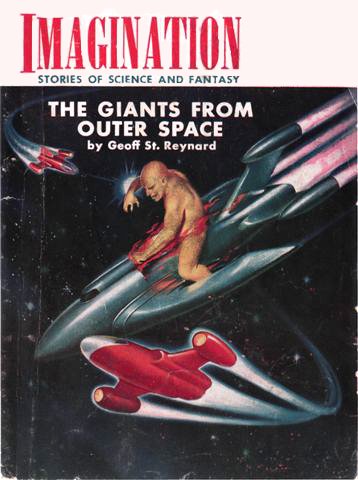 IMAGINATION
STORIES OF SCIENCE AND FANTASY
THE GIANTS FROM
OUTER SPACE
by Geoff St. Reynard